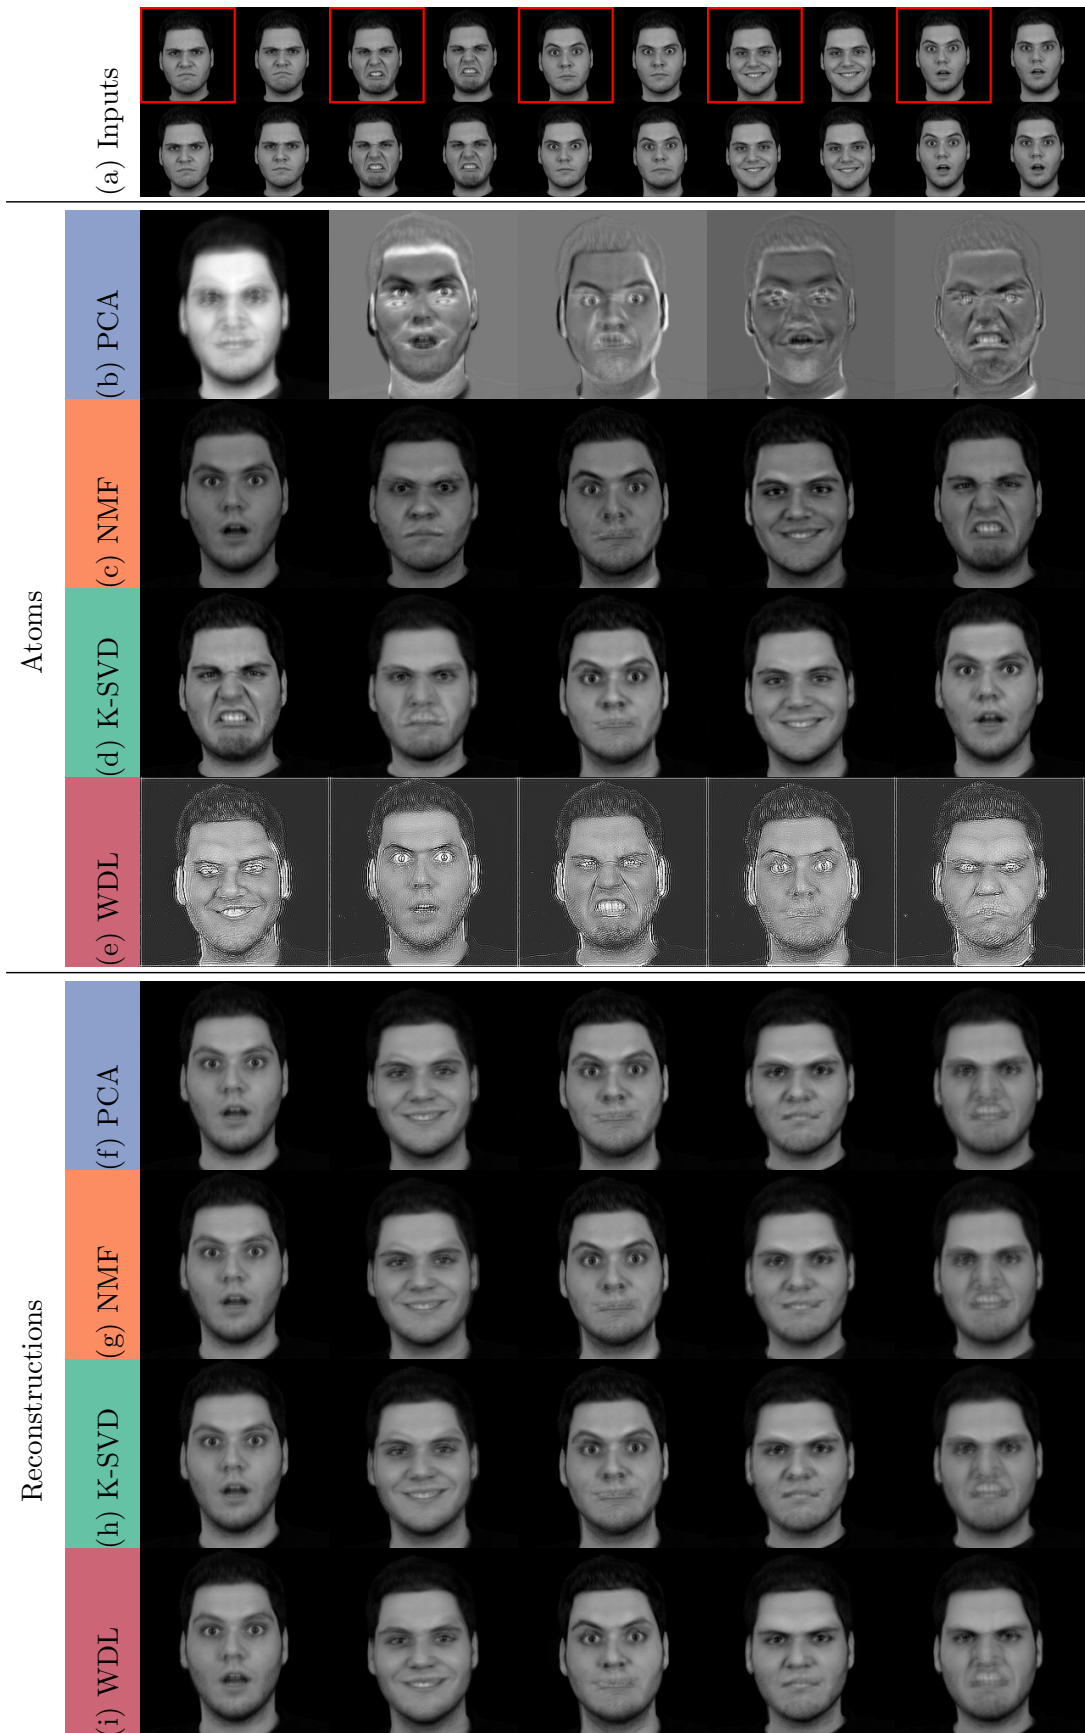 (a) Inputs
Atoms
(b) PCA
(c) NMF
(d) K-SVD
(e) WDL
Reconstructions
(f) PCA
(g) NMF
(h) K-SVD
(i) WDL